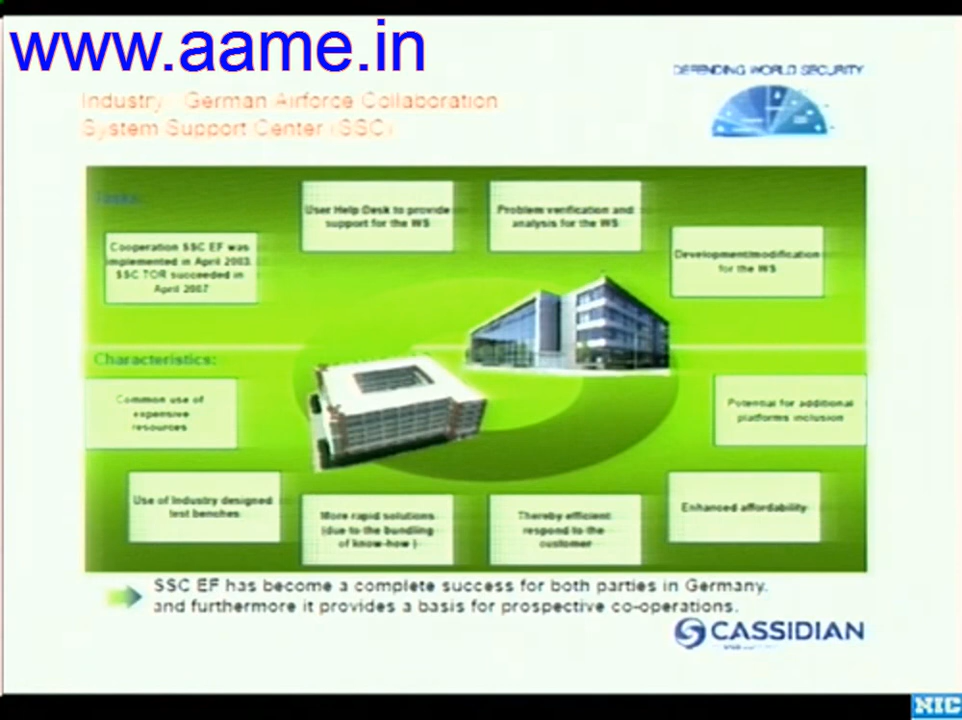 www.aame.in
DEFENDING WORLD SECURITY
Industry German Airforce Collaboration
System Support Center (SSC)
Tasks:
User Help Desk to provide
support for the WS
Problem verification and
analysis for the WS
Cooperation SSC EF was
implemented in April 2003.
SSC TOR succeeded in
April 2007
Development/modification
for the WS
Characteristics:
Common use of
expensive
resources
Potential for additional
platforms inclusion
Use of Industry designed
test benches
More rapid solutions
(due to the bundling
of know-how )
Thereby efficient
respond to the
customer
Enhanced affordability
SSC EF has become a complete success for both parties in Germany.
and furthermore it provides a basis for prospective co-operations.
CASSIDIAN
NIC